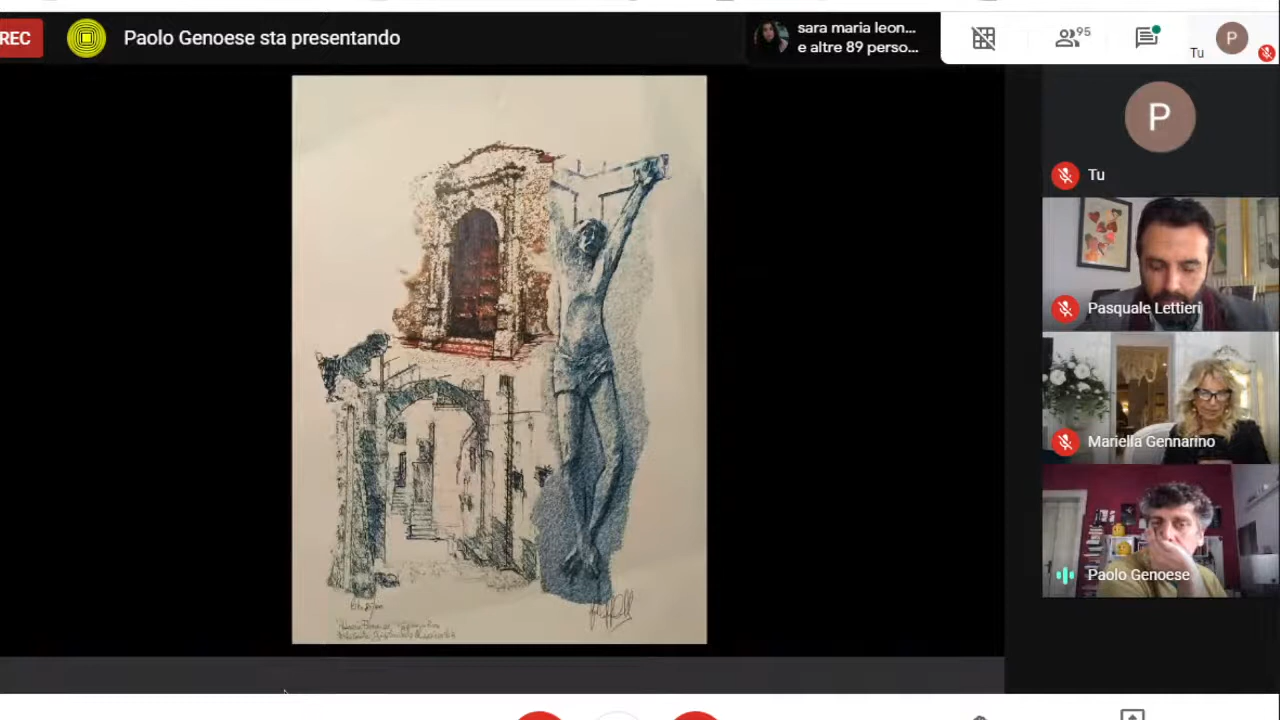 REC
Paolo Genoese sta presentando
sara maria leon...
e altre 89 perso...
95
Tu
P
P
Tu
Pasquale Lettieri
Mariella Gennarino
Paolo Genoese